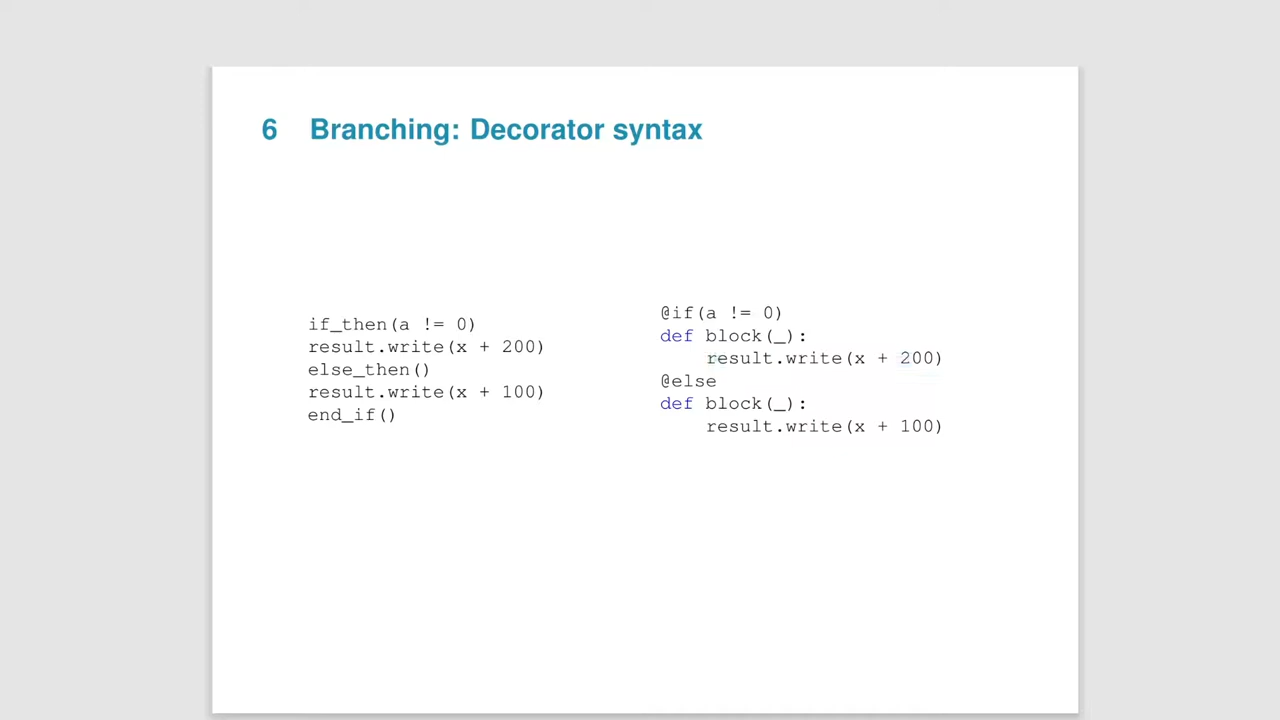 6 Branching: Decorator syntax
if_then(a != 0)
result.write(x + 200)
else_then()
result.write(x + 100)
end_if()
@if(a != 0)
def block(_):
    result.write(x + 200)
@else
def block(_):
    result.write(x + 100)